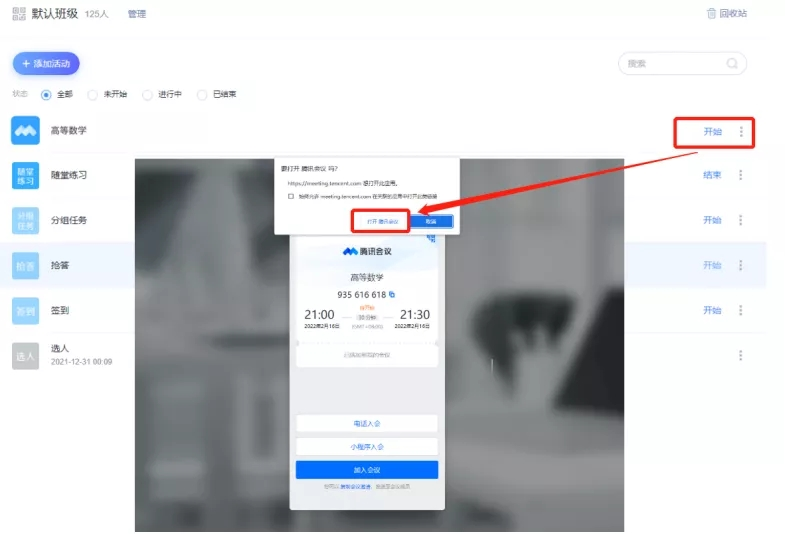 默认班级 125人 管理 回收站
+ 添加活动 搜索
状态 全部 未开始 进行中 已结束
高等数学 开始
随堂练习 随堂练习 结束
分组任务 分组任务 开始
抢答 抢答 开始
签到 签到 开始
选人 选人
2021-12-31 00:09
要打开 腾讯会议 吗?
https://meeting.tencent.com 想打开此应用。
始终允许 meeting.tencent.com 在关联的应用中打开此类链接
打开 腾讯会议 取消
腾讯会议
高等数学
935 616 618
待开始
21:00 30分钟 21:30
2022年2月16日 (GMT+08:00) 2022年2月16日
电话入会
小程序入会
加入会议